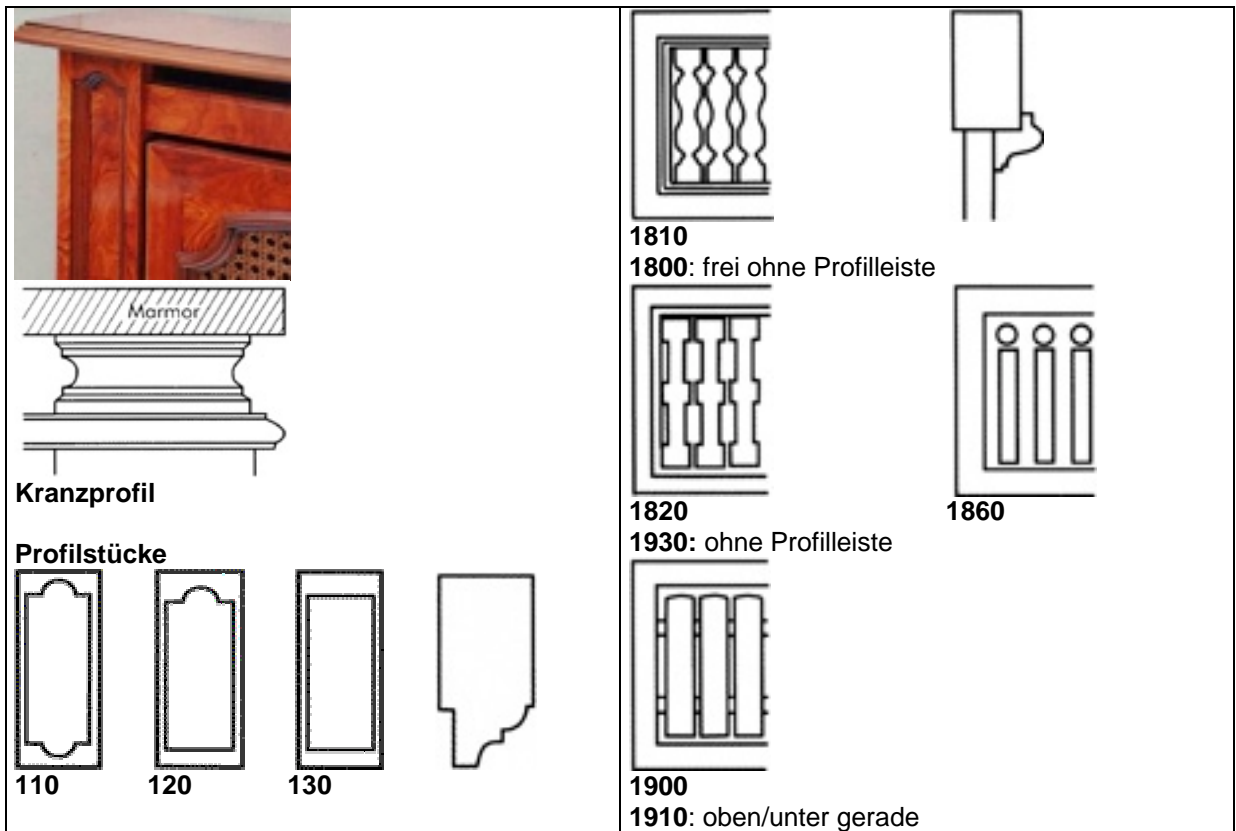 Marmor
Kranzprofil
Profilstücke
110 120 130
1810
1800: frei ohne Profilleiste
1820 1860
1930: ohne Profilleiste
1900
1910: oben/unter gerade